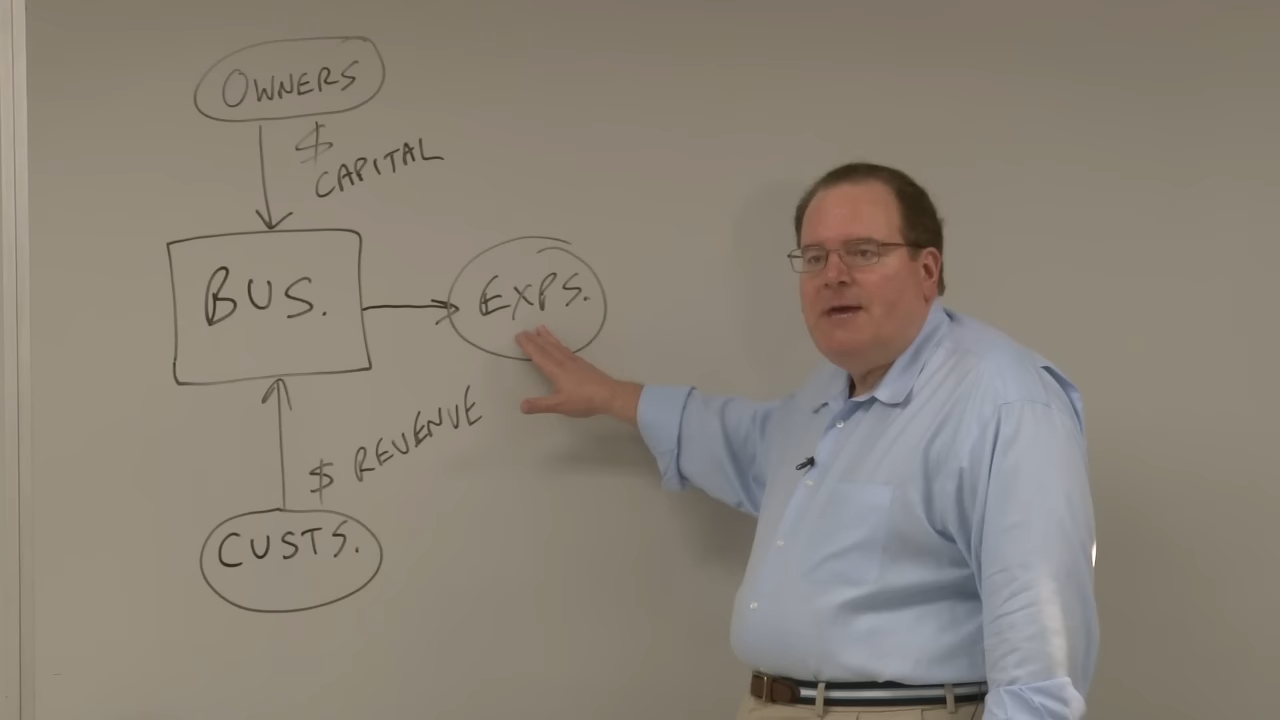 OWNERS
$
CAPITAL
BUS.
EXPS.
$ REVENUE
CUSTS.